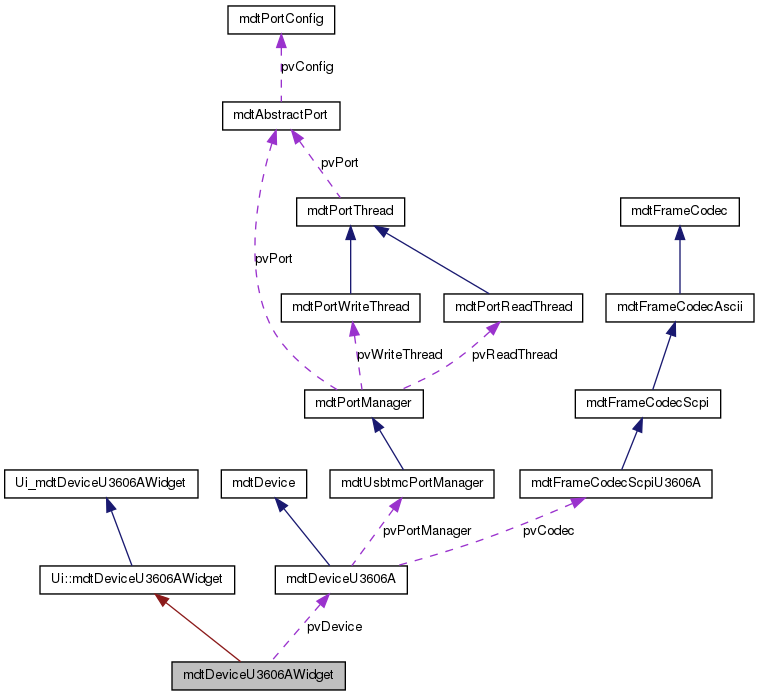 mdtPortConfig
pvConfig
mdtAbstractPort
pvPort
mdtPortThread
mdtFrameCodec
pvPort
mdtPortWriteThread
mdtPortReadThread
mdtFrameCodecAscii
pvWriteThread
pvReadThread
mdtPortManager
mdtFrameCodecScpi
Ui_mdtDeviceU3606AWidget
mdtDevice
mdtUsbtmcPortManager
mdtFrameCodecScpiU3606A
pvPortManager
pvCodec
Ui::mdtDeviceU3606AWidget
mdtDeviceU3606A
pvDevice
mdtDeviceU3606AWidget